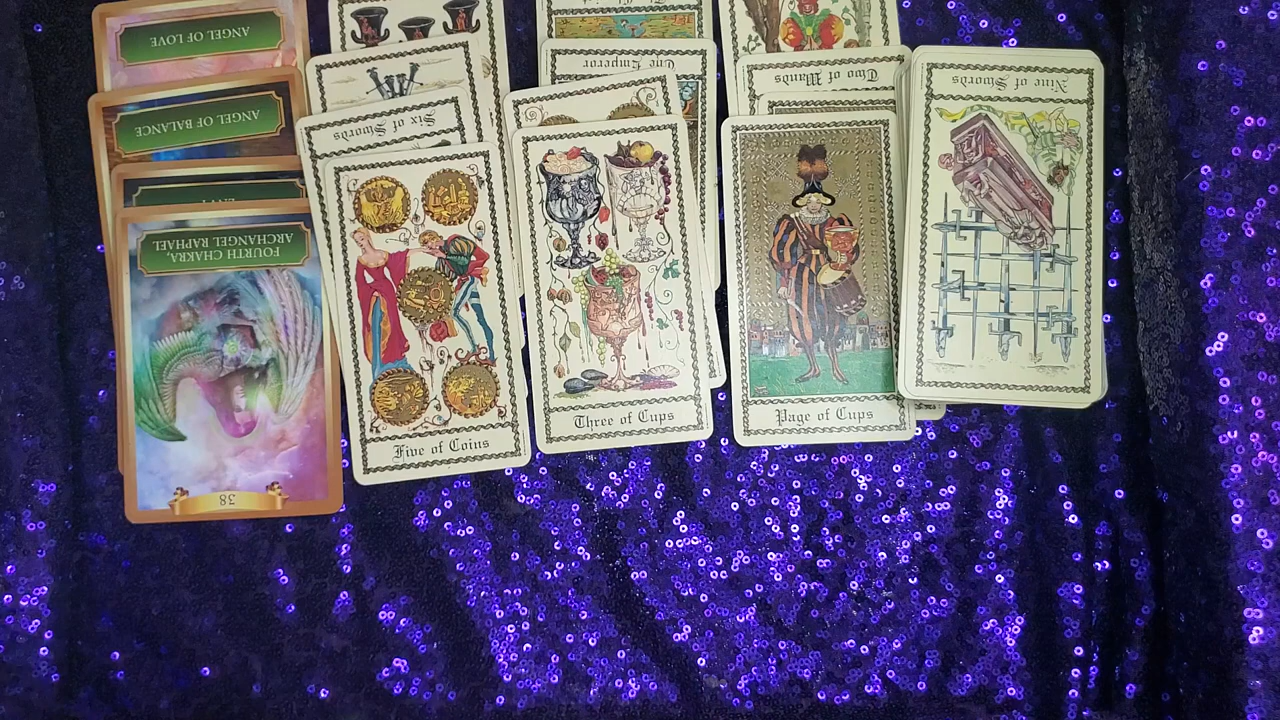 ANGEL OF LOVE
ANGEL OF BALANCE
FOURTH CHAKRA,
ARCHANGEL RAPHAEL
38
Six of Swords
Five of Coins
The Emperor
Three of Cups
Two of Wands
Page of Cups
Nine of Swords